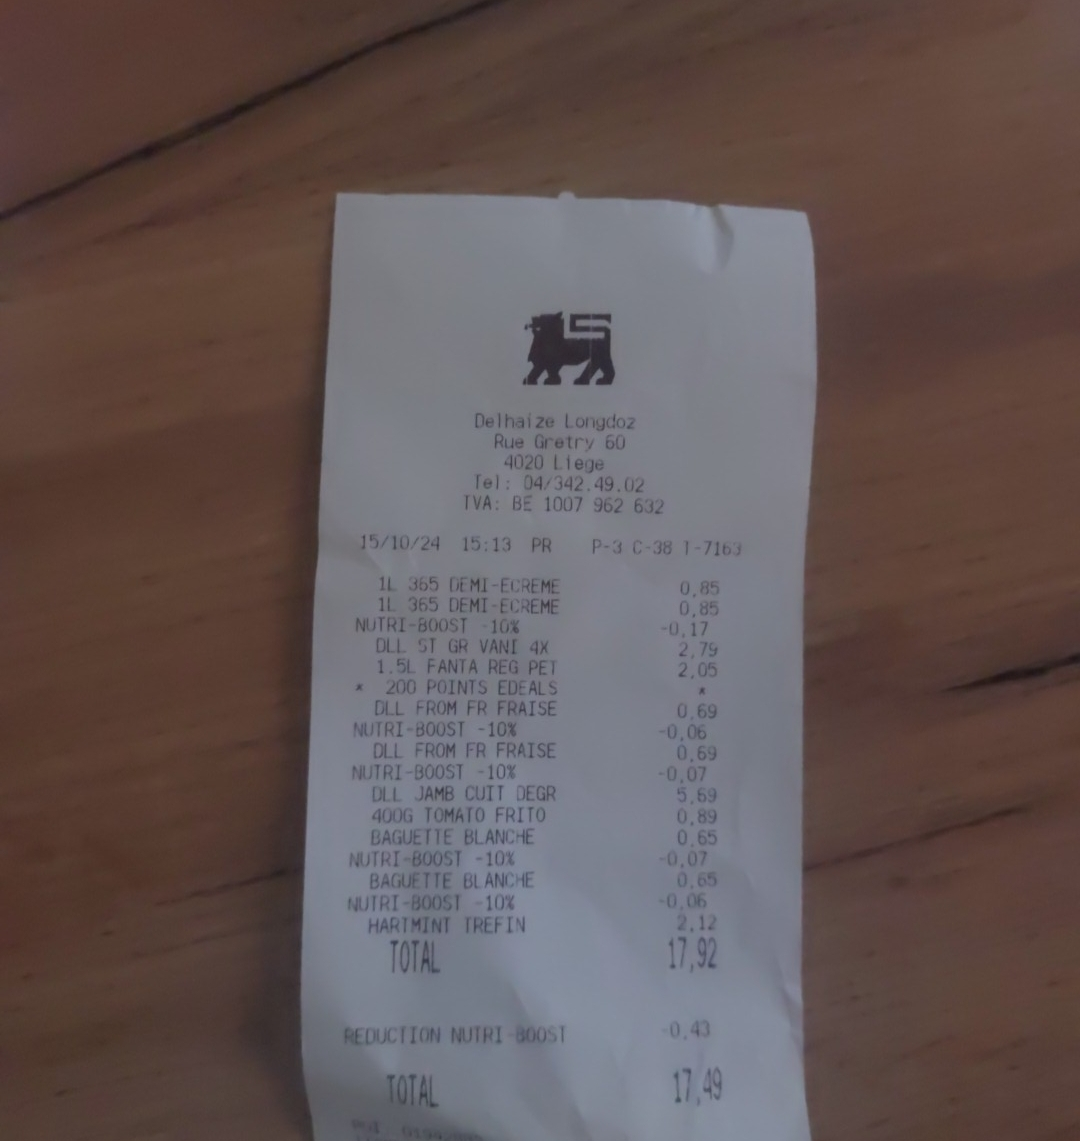 Delhaize Longdoz
Rue Gretry 60
4020 Liege
Tel: 04/342.49.02
TVA: BE 1007 962 632
15/10/24 15:13 PR P-3 C-38 T-7163
1L 365 DEMI-ECREME 0,85
1L 365 DEMI-ECREME 0,85
NUTRI-BOOST -10% -0,17
DLL ST GR VANI 4X 2,79
1.5L FANTA REG PET 2,05
* 200 POINTS EDEALS *
DLL FROM FR FRAISE 0,69
NUTRI-BOOST -10% -0,06
DLL FROM FR FRAISE 0,69
NUTRI-BOOST -10% -0,07
DLL JAMB CUIT DEGR 5,69
400G TOMATO FRITO 0,89
BAGUETTE BLANCHE 0,65
NUTRI-BOOST -10% -0,07
BAGUETTE BLANCHE 0,65
NUTRI-BOOST -10% -0,06
HARTMINT TREFIN 2,12
TOTAL 17,92
REDUCTION NUTRI-BOOST -0,43
TOTAL 17,49